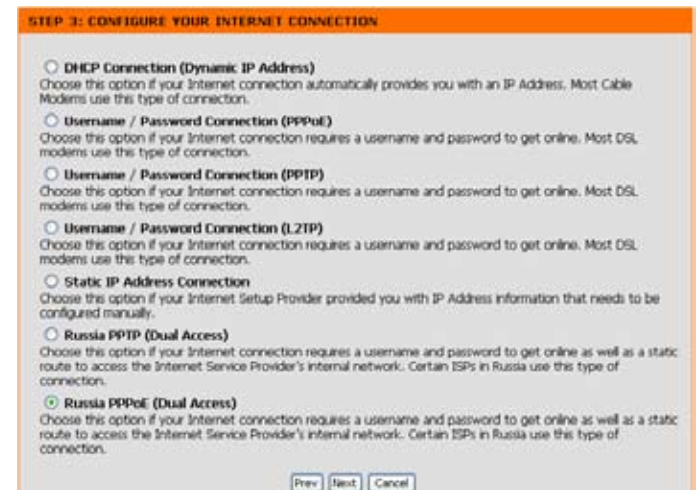 STEP 3: CONFIGURE YOUR INTERNET CONNECTION
DHCP Connection (Dynamic IP Address)
Choose this option if your Internet connection automatically provides you with an IP Address. Most Cable
Modems use this type of connection.
Username / Password Connection (PPPoE)
Choose this option if your Internet connection requires a username and password to get online. Most DSL
modems use this type of connection.
Username / Password Connection (PPTP)
Choose this option if your Internet connection requires a username and password to get online. Most DSL
modems use this type of connection.
Username / Password Connection (L2TP)
Choose this option if your Internet connection requires a username and password to get online. Most DSL
modems use this type of connection.
Static IP Address Connection
Choose this option if your Internet Setup Provider provided you with IP Address information that needs to be
configured manually.
Russia PPTP (Dual Access)
Choose this option if your Internet connection requires a username and password to get online as well as a static
route to access the Internet Service Provider's internal network. Certain ISPs in Russia use this type of
connection.
Russia PPPoE (Dual Access)
Choose this option if your Internet connection requires a username and password to get online as well as a static
route to access the Internet Service Provider's internal network. Certain ISPs in Russia use this type of
connection.
Prev Next Cancel